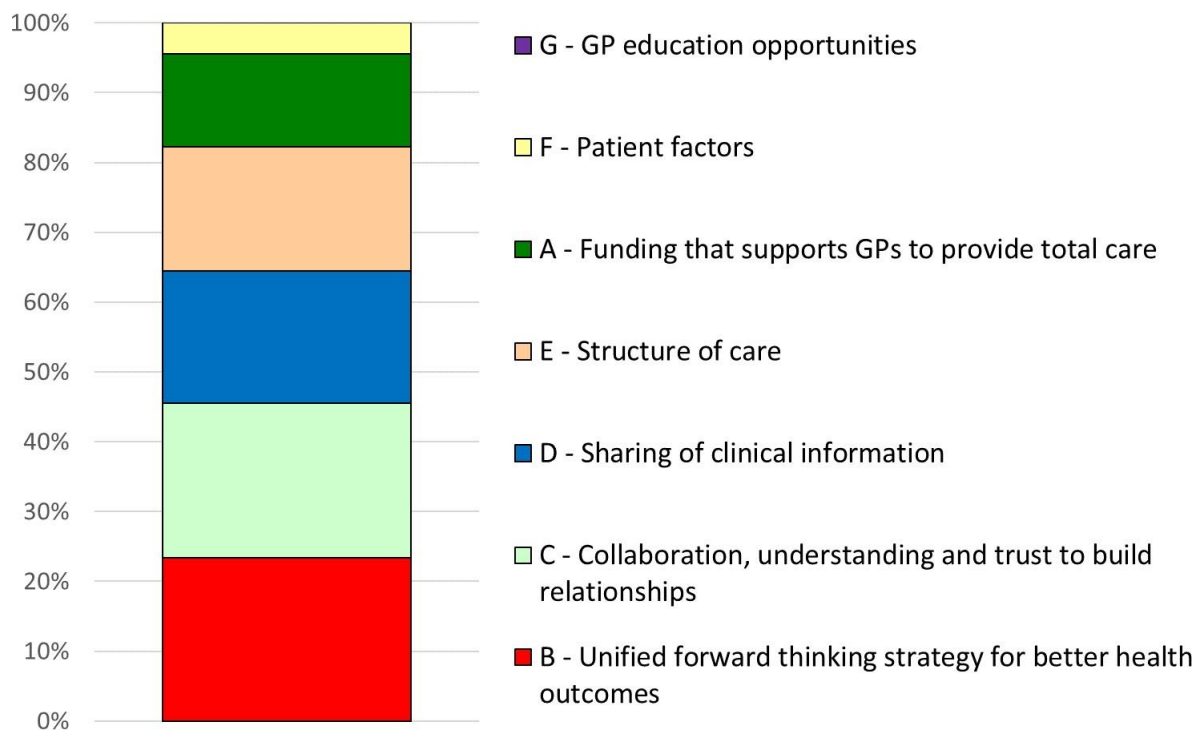 100%
90%
80%
70%
60%
50%
40%
30%
20%
10%
0%
G - GP education opportunities
F - Patient factors
A - Funding that supports GPs to provide total care
E - Structure of care
D - Sharing of clinical information
C - Collaboration, understanding and trust to build
relationships
B - Unified forward thinking strategy for better health
outcomes